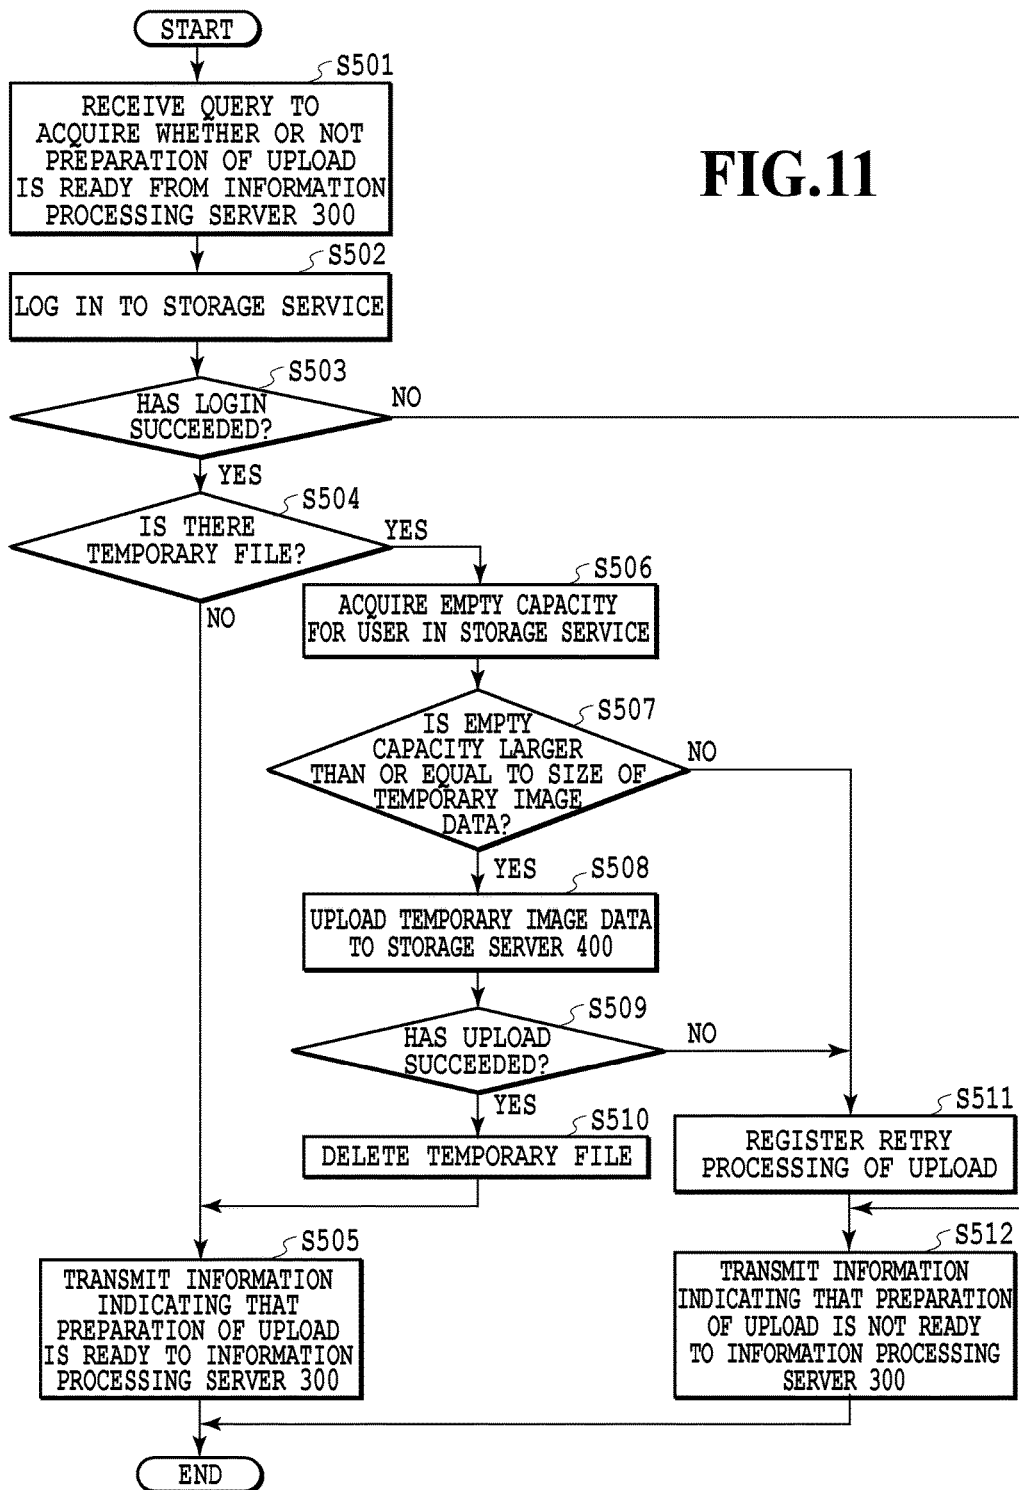 START
S501
RECEIVE QUERY TO
ACQUIRE WHETHER OR NOT
PREPARATION OF UPLOAD
IS READY FROM INFORMATION
PROCESSING SERVER 300
FIG.11
S502
LOG IN TO STORAGE SERVICE
S503
HAS LOGIN
SUCCEEDED?
NO
YES
S504
IS THERE
TEMPORARY FILE?
YES
NO
S506
ACQUIRE EMPTY CAPACITY
FOR USER IN STORAGE SERVICE
S507
IS EMPTY
CAPACITY LARGER
THAN OR EQUAL TO SIZE OF
TEMPORARY IMAGE
DATA?
NO
YES
S508
UPLOAD TEMPORARY IMAGE DATA
TO STORAGE SERVER 400
S509
HAS UPLOAD
SUCCEEDED?
NO
YES
S510
DELETE TEMPORARY FILE
S511
REGISTER RETRY
PROCESSING OF UPLOAD
S505
TRANSMIT INFORMATION
INDICATING THAT
PREPARATION OF UPLOAD
IS READY TO INFORMATION
PROCESSING SERVER 300
S512
TRANSMIT INFORMATION
INDICATING THAT PREPARATION
OF UPLOAD IS NOT READY
TO INFORMATION PROCESSING
SERVER 300
END